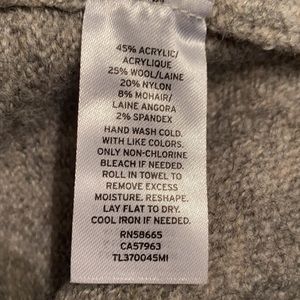 45% ACRYLIC/
ACRYLIQUE
25% WOOL/LAINE
20% NYLON
8% MOHAIR/
LAINE ANGORA
2% SPANDEX
HAND WASH COLD.
WITH LIKE COLORS.
ONLY NON-CHLORINE
BLEACH IF NEEDED.
ROLL IN TOWEL TO
REMOVE EXCESS
MOISTURE. RESHAPE.
LAY FLAT TO DRY.
COOL IRON IF NEEDED.
RN58665
CA57963
TL370045MI